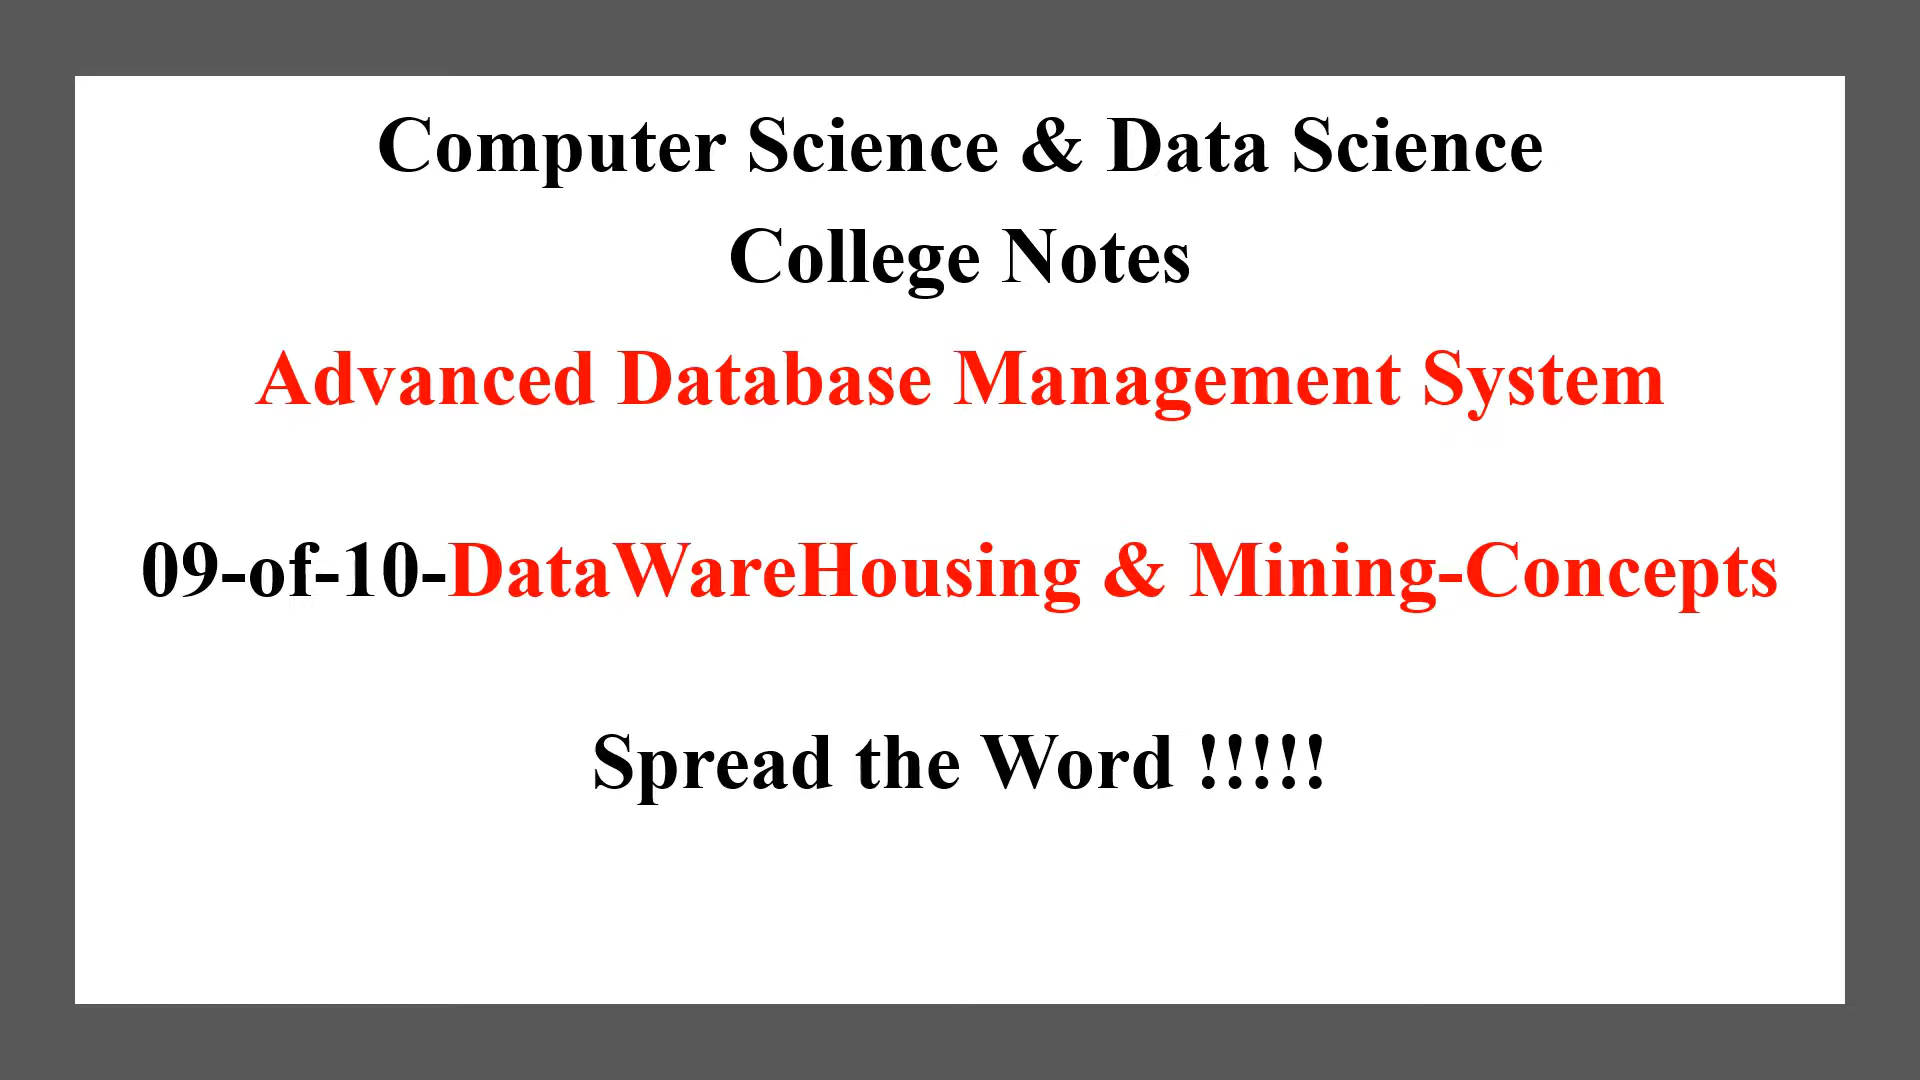 Computer Science & Data Science
College Notes
Advanced Database Management System
09-of-10-DataWareHousing & Mining-Concepts
Spread the Word !!!!!